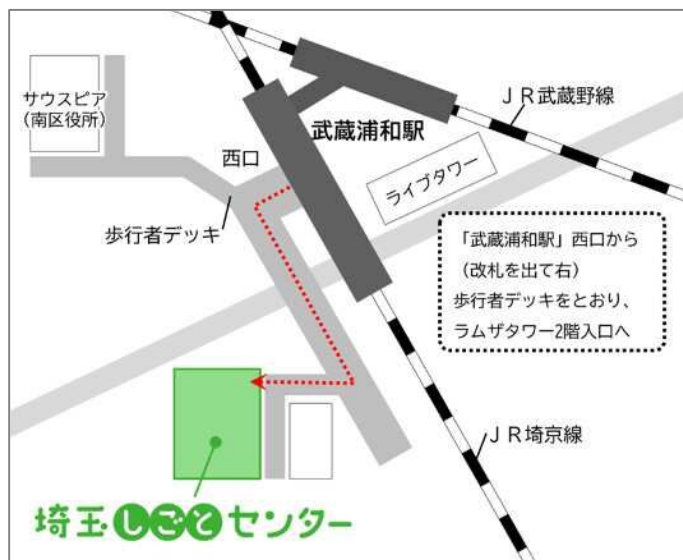 サウスピア
(南区役所)
西口
武蔵浦和駅
JR武蔵野線
ライブタワー
歩行者デッキ
「武蔵浦和駅」西口から
(改札を出て右)
歩行者デッキをとおり、
ラムザタワー2階入口へ
JR埼京線
埼玉しごとセンター